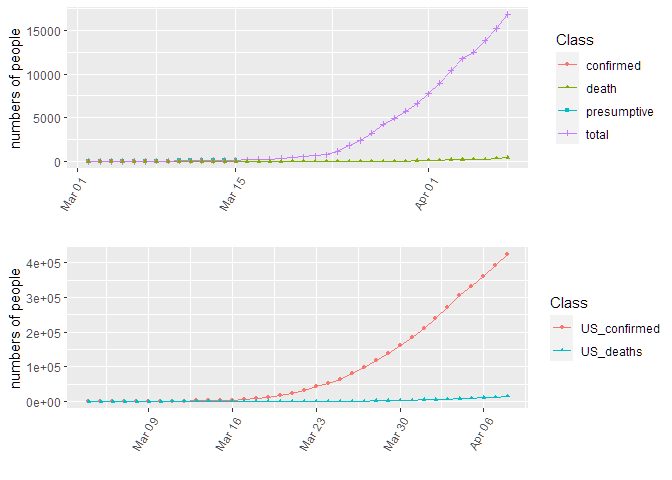 numbers of people
15000
10000
5000
0
Mar 01
Mar 15
Apr 01
Class
confirmed
death
presumptive
total
numbers of people
4e+05
3e+05
2e+05
1e+05
0e+00
Mar 09
Mar 16
Mar 23
Mar 30
Apr 06
Class
US_confirmed
US_deaths